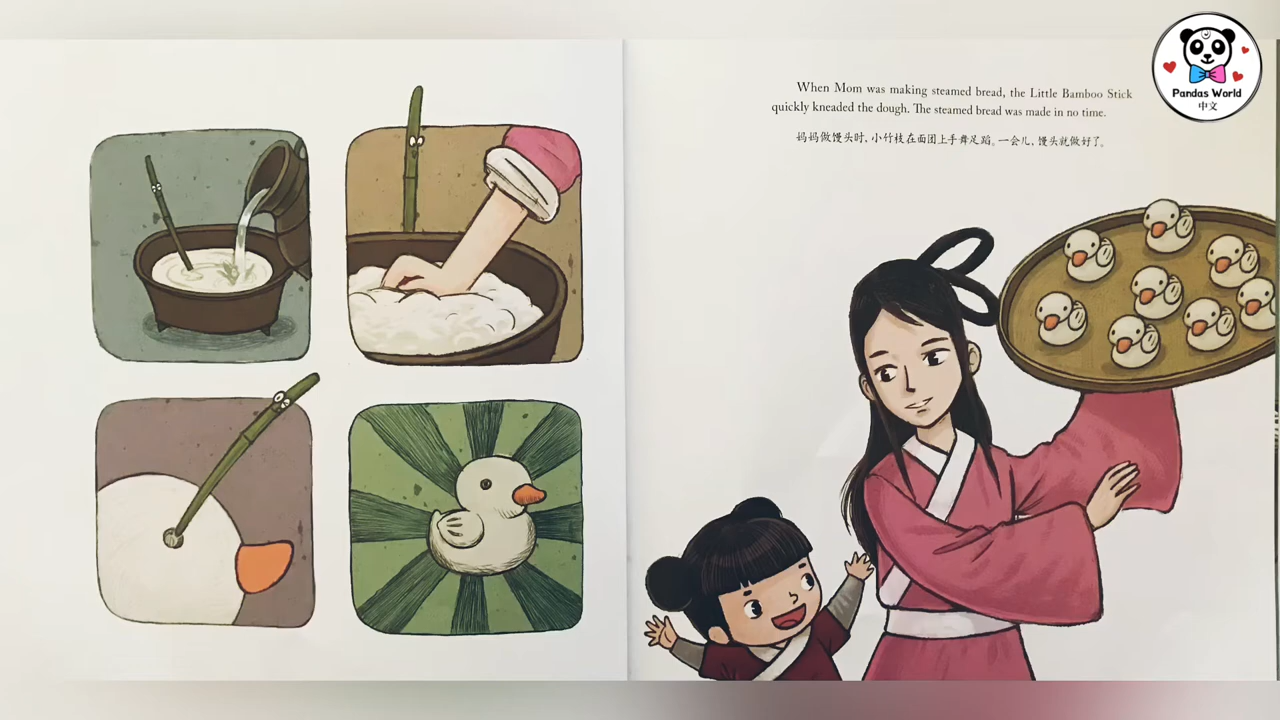 When Mom was making steamed bread, the Little Bamboo Stick
quickly kneaded the dough. The steamed bread was made in no time.
妈妈做馒头时，小竹枝在面团上手舞足蹈。一会儿，馒头就做好了。
Pandas World
中文